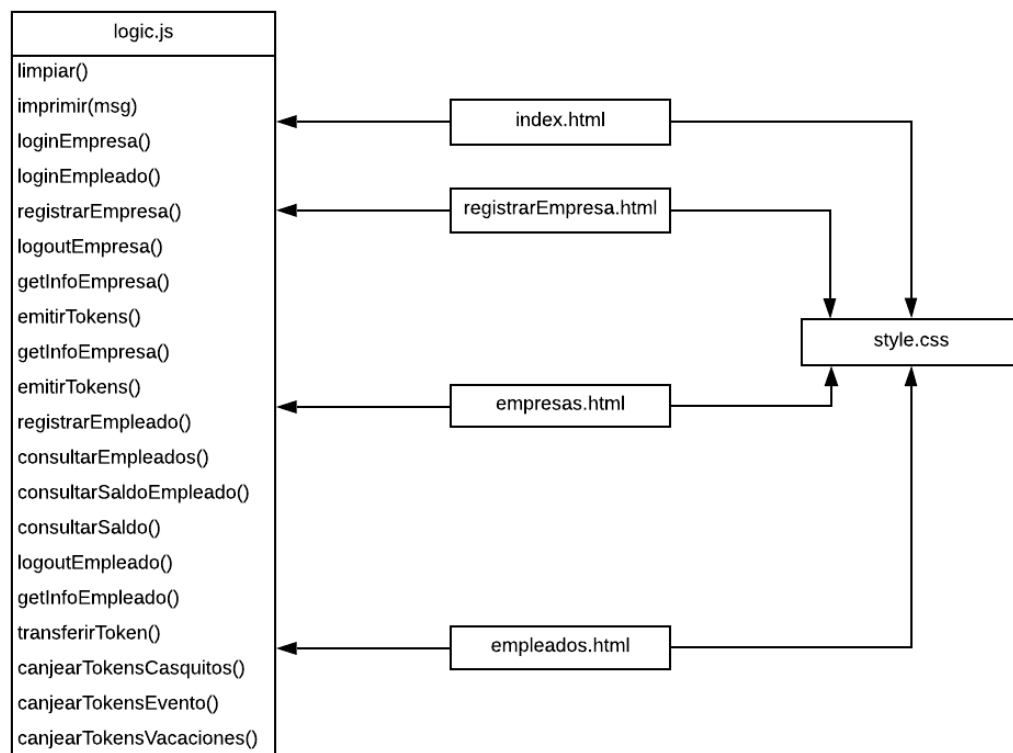 logic.js
limpiar()
imprimir(msg)
loginEmpresa()
loginEmpleado()
registrarEmpresa()
logoutEmpresa()
getInfoEmpresa()
emitirTokens()
getInfoEmpresa()
emitirTokens()
registrarEmpleado()
consultarEmpleados()
consultarSaldoEmpleado()
consultarSaldo()
logoutEmpleado()
getInfoEmpleado()
transferirToken()
canjearTokensCasquitos()
canjearTokensEvento()
canjearTokensVacaciones()
index.html
registrarEmpresa.html
empresas.html
empleados.html
style.css